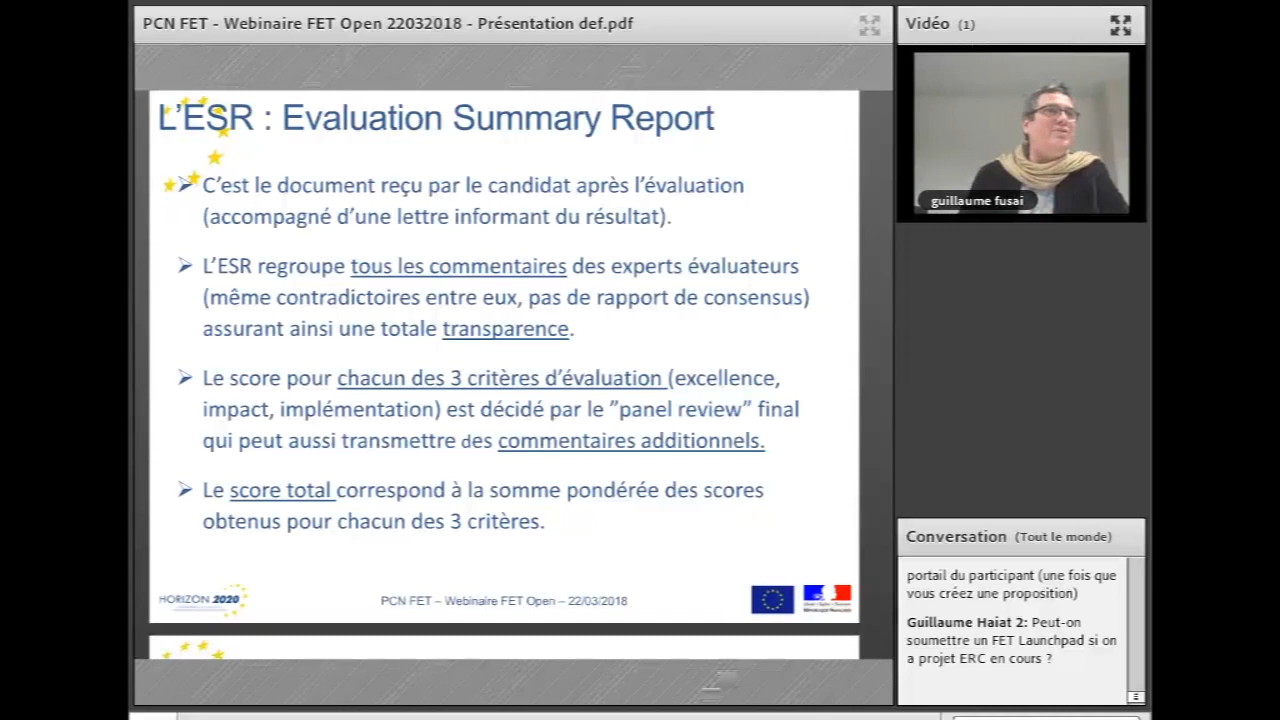 PCN FET - Webinaire FET Open 22032018 - Présentation def.pdf
L'ESR : Evaluation Summary Report
➢ C'est le document reçu par le candidat après l'évaluation
(accompagné d'une lettre informant du résultat).
➢ L'ESR regroupe tous les commentaires des experts évaluateurs
(même contradictoires entre eux, pas de rapport de consensus)
assurant ainsi une totale transparence.
➢ Le score pour chacun des 3 critères d'évaluation (excellence,
impact, implémentation) est décidé par le ”panel review” final
qui peut aussi transmettre des commentaires additionnels.
➢ Le score total correspond à la somme pondérée des scores
obtenus pour chacun des 3 critères.
HORIZON 2020
PCN FET – Webinaire FET Open – 22/03/2018
Vidéo (1)
guillaume fusai
Conversation (Tout le monde)
portail du participant (une fois que
vous créez une proposition)
Guillaume Haiat 2: Peut-on
soumettre un FET Launchpad si on
a projet ERC en cours ?